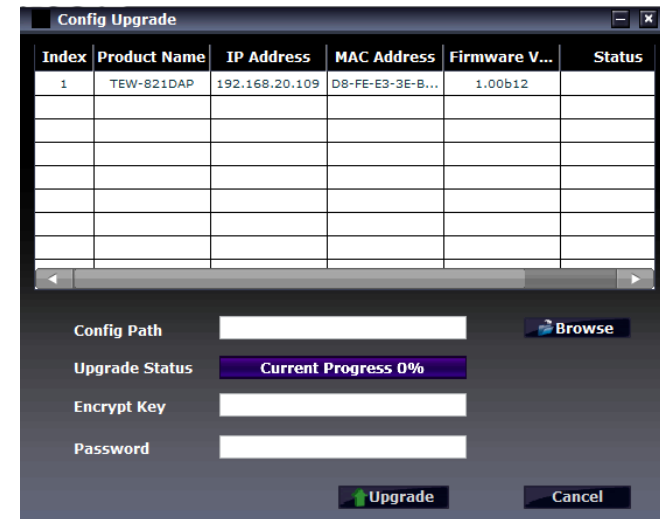 Config Upgrade
Index Product Name IP Address MAC Address Firmware V... Status
1 TEW-821DAP 192.168.20.109 D8-FE-E3-3E-B... 1.00b12
Config Path Browse
Upgrade Status Current Progress 0%
Encrypt Key
Password
Upgrade Cancel